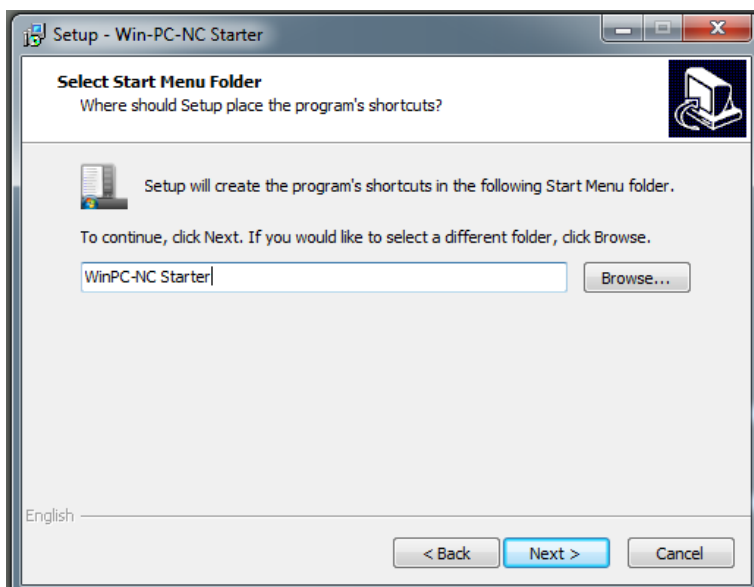 Setup - Win-PC-NC Starter
Select Start Menu Folder
Where should Setup place the program's shortcuts?
Setup will create the program's shortcuts in the following Start Menu folder.
To continue, click Next. If you would like to select a different folder, click Browse.
WinPC-NC Starter
Browse...
English
< Back
Next >
Cancel